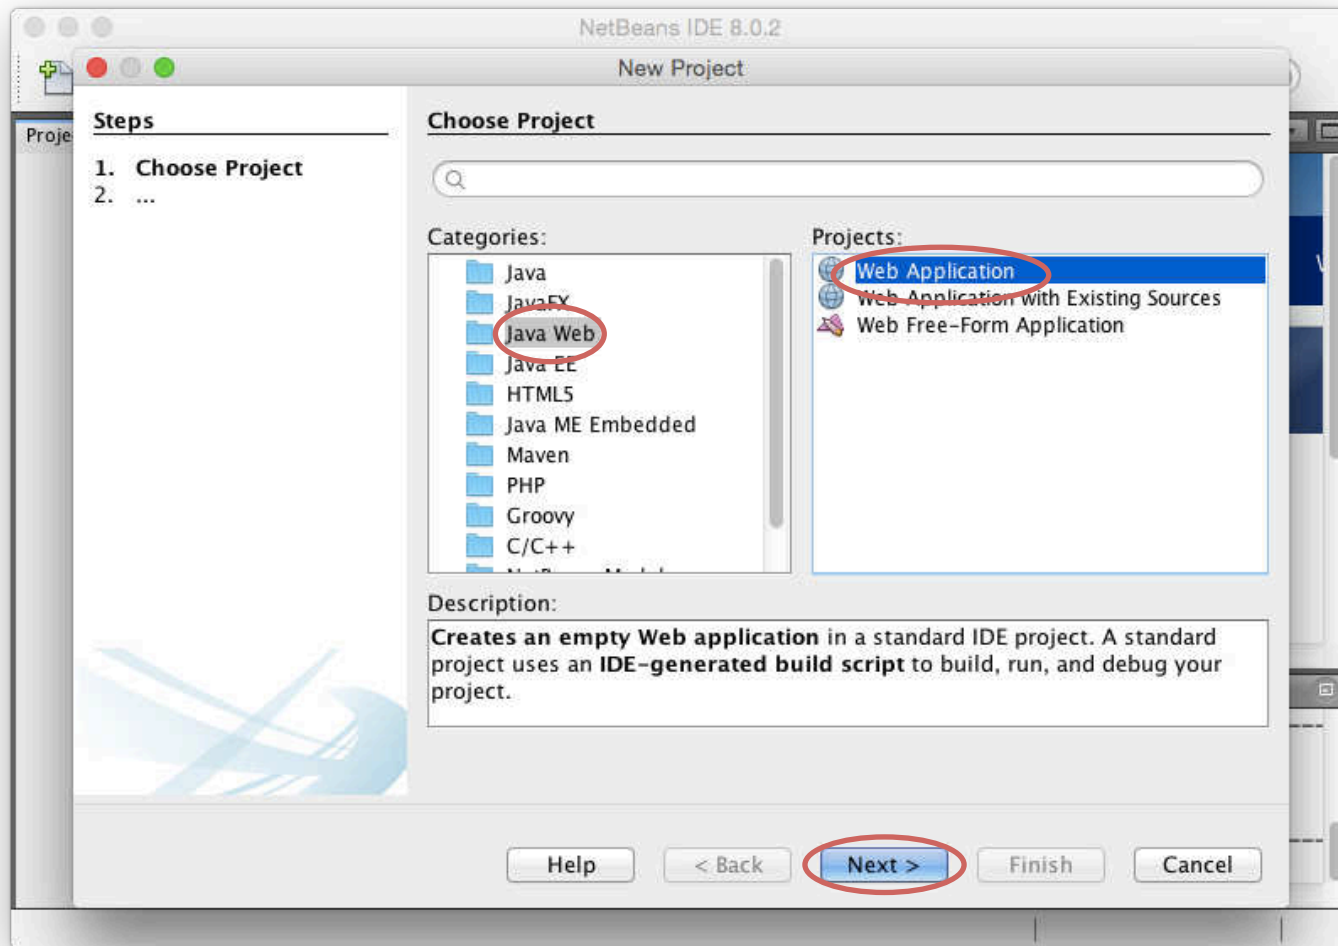 NetBeans IDE 8.0.2
New Project
Proje
Steps
1. Choose Project
2. ...
Choose Project
Categories:
Java
JavaFX
Java Web
Java EE
HTML5
Java ME Embedded
Maven
PHP
Groovy
C/C++
Projects:
Web Application
Web Application with Existing Sources
Web Free-Form Application
Description:
Creates an empty Web application in a standard IDE project. A standard
project uses an IDE-generated build script to build, run, and debug your
project.
Help
< Back
Next >
Finish
Cancel